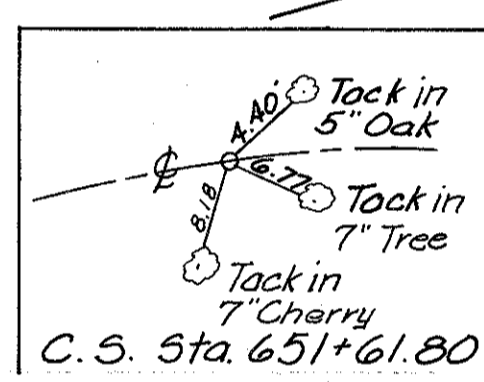 Tack in
5" Oak
4.40'
℄
6.77
Tack in
7" Tree
8.18
Tack in
7" Cherry
C.S. Sta. 651+61.80